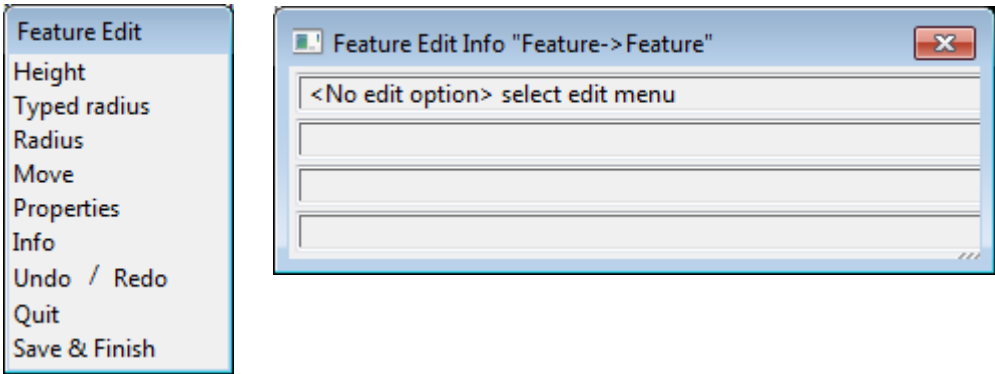 Feature Edit
Height
Typed radius
Radius
Move
Properties
Info
Undo / Redo
Quit
Save & Finish
Feature Edit Info "Feature->Feature"
<No edit option> select edit menu